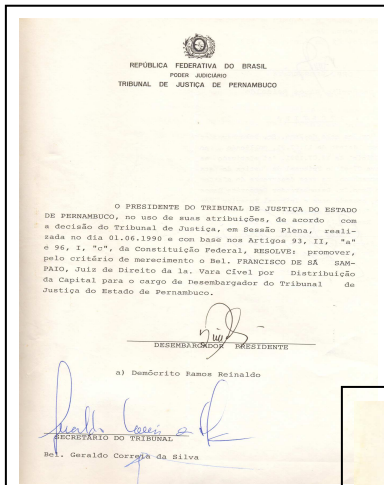 REPÚBLICA FEDERATIVA DO BRASIL
PODER JUDICIÁRIO
TRIBUNAL DE JUSTIÇA DE PERNAMBUCO
O PRESIDENTE DO TRIBUNAL DE JUSTIÇA DO ESTADO
DE PERNAMBUCO, no uso de suas atribuições, de acordo com
a decisão do Tribunal de Justiça, em Sessão Plena, reali-
zada no dia 01.06.1990 e com base nos Artigos 93, II, "a"
e 96, I, "c", da Constituição Federal, RESOLVE: promover,
pelo critério de merecimento o Bel. FRANCISCO DE SÁ SAM-
PAIO, Juiz de Direito da 1a. Vara Cível por Distribuição
da Capital para o cargo de Desembargador do Tribunal de
Justiça do Estado de Pernambuco.
DESEMBARGADOR PRESIDENTE
a) Demócrito Ramos Reinaldo
SECRETÁRIO DO TRIBUNAL
Bel. Geraldo Correia da Silva